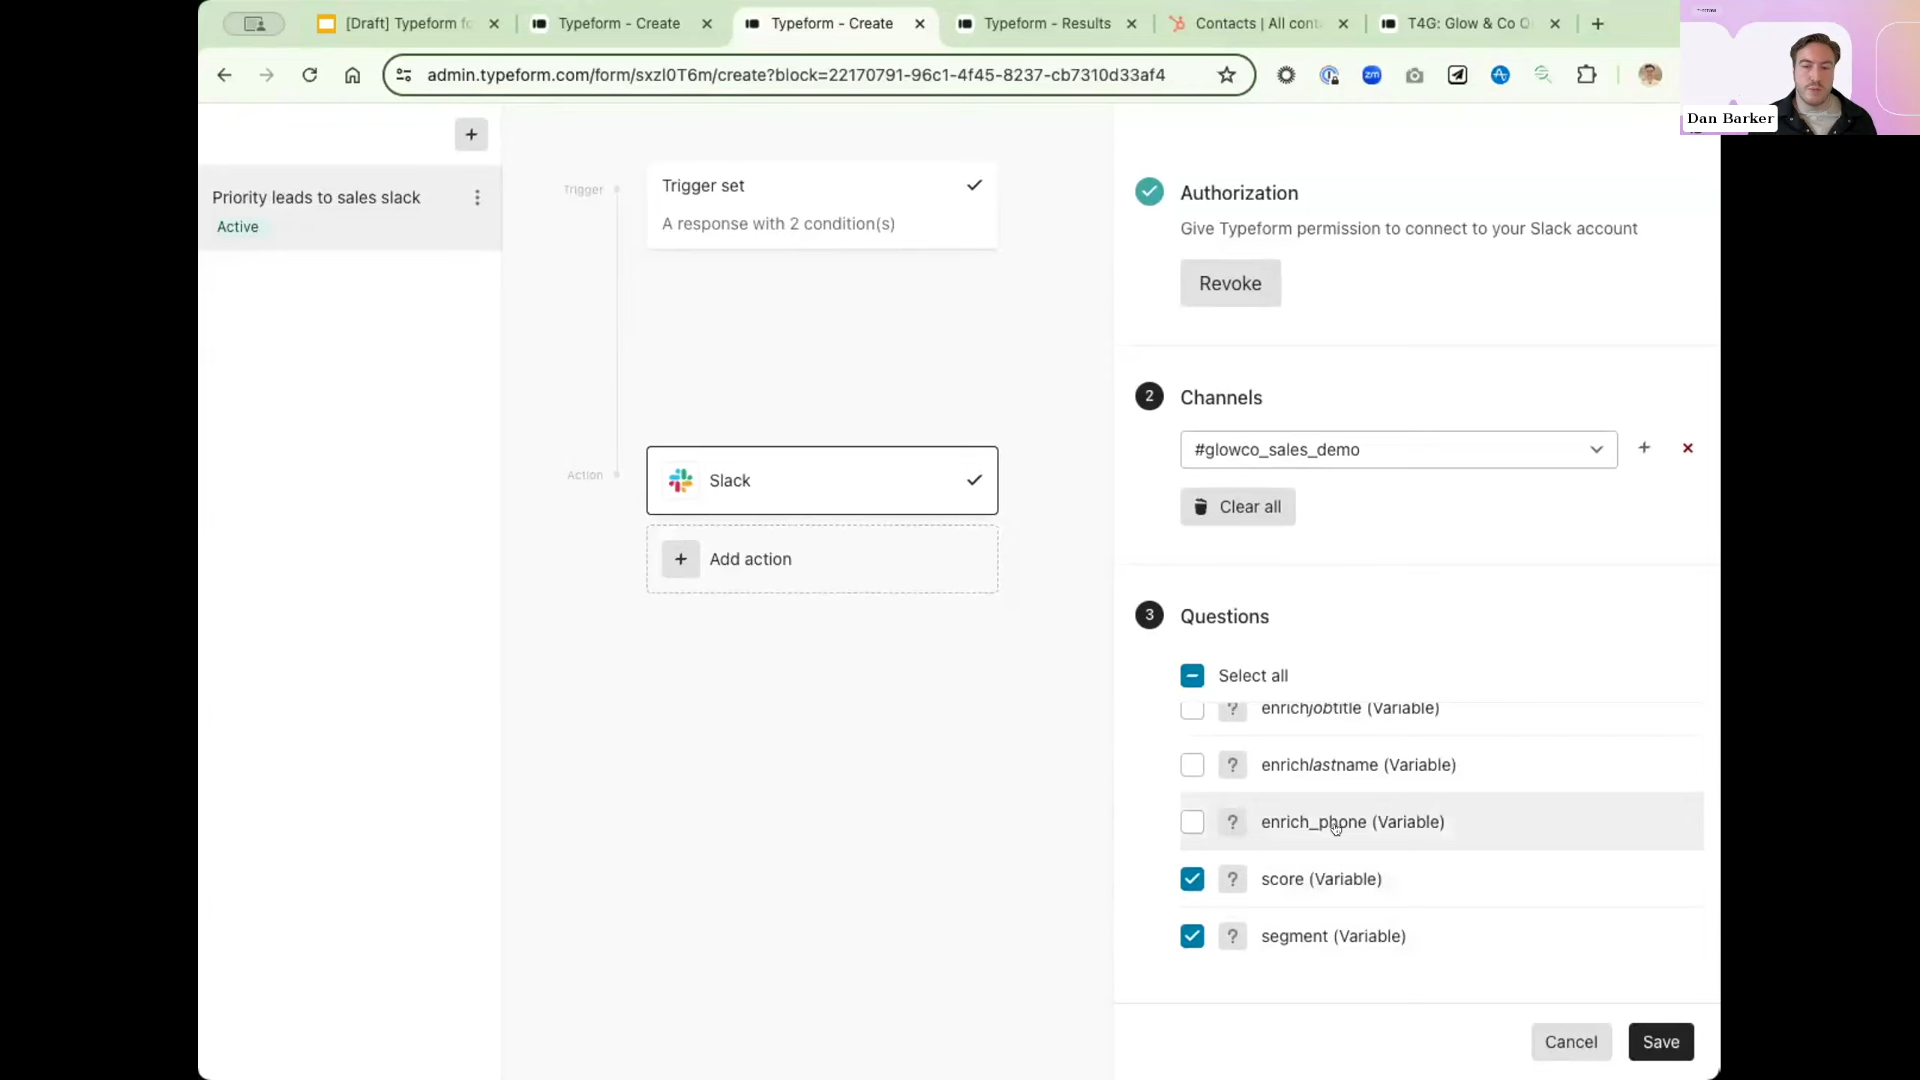 [Draft] Typeform fo
Typeform - Create
Typeform - Create
Typeform - Results
Contacts | All cont
T4G: Glow & Co Q
admin.typeform.com/form/sxzl0T6m/create?block=22170791-96c1-4f45-8237-cb7310d33af4
zm
Dan Barker
Priority leads to sales slack
Active
Trigger
Trigger set
A response with 2 condition(s)
Action
Slack
Add action
Authorization
Give Typeform permission to connect to your Slack account
Revoke
2 Channels
#glowco_sales_demo
Clear all
3 Questions
Select all
? enrichjobtitle (Variable)
? enrichlastname (Variable)
? enrich_phone (Variable)
? score (Variable)
? segment (Variable)
Cancel
Save